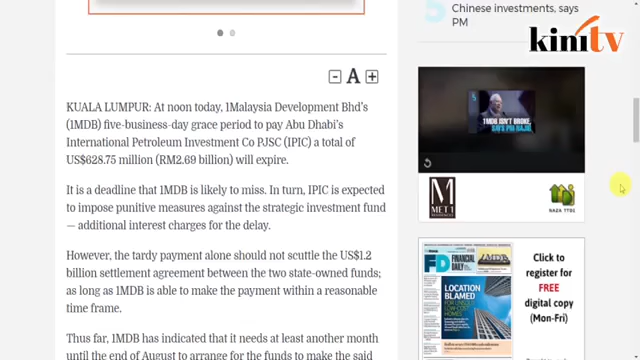 Chinese investments, says
PM
kinitv
- A +
KUALA LUMPUR: At noon today, 1Malaysia Development Bhd's
(1MDB) five-business-day grace period to pay Abu Dhabi's
International Petroleum Investment Co PJSC (IPIC) a total of
US$628.75 million (RM2.69 billion) will expire.
It is a deadline that 1MDB is likely to miss. In turn, IPIC is expected
to impose punitive measures against the strategic investment fund
— additional interest charges for the delay.
However, the tardy payment alone should not scuttle the US$1.2
billion settlement agreement between the two state-owned funds;
as long as 1MDB is able to make the payment within a reasonable
time frame.
Thus far, 1MDB has indicated that it needs at least another month
until the end of August to arrange for the funds to make the said
1MDB ISN'T BROKE,
SAYS PM NAJIB
MET 1
NAZA TTDI
FD FINANCIAL
DAILY
1MDB
LOCATION
BLAMED
Click to
register for
FREE
digital copy
(Mon-Fri)